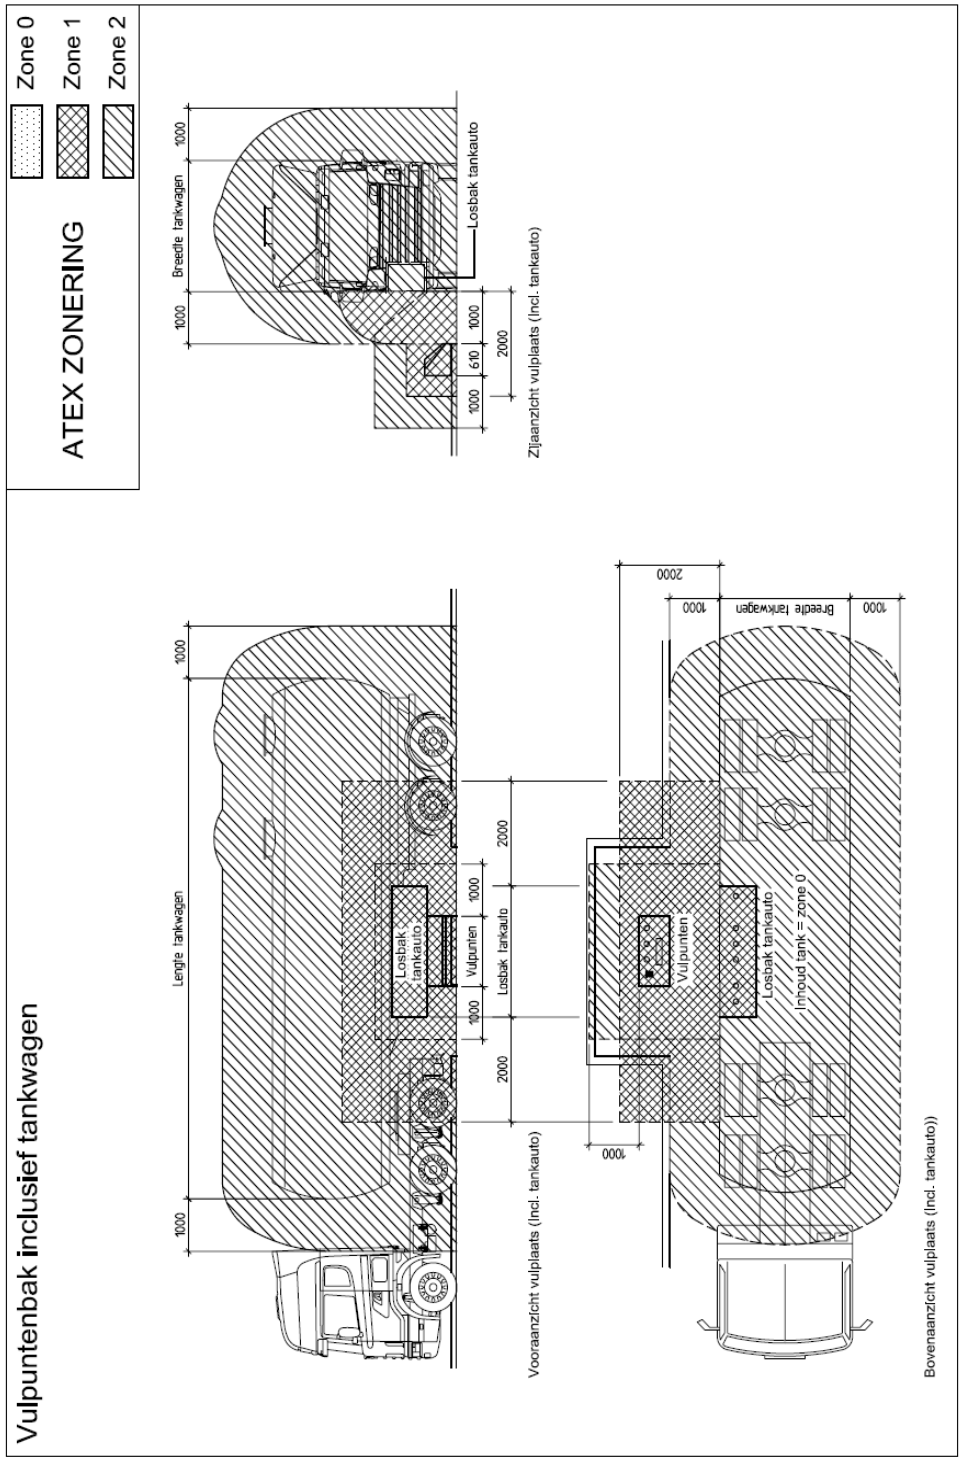 Vulpuntenbak inclusief tankwagen
ATEX ZONERING
Zone 0
Zone 1
Zone 2
1000
Lengte tankwagen
1000
Losbak
tankauto
1000
Vulpunten
1000
2000
Losbak tankauto
2000
Vooraanzicht vulplaats (Incl. tankauto)
1000
Breedte tankwagen
1000
Losbak tankauto
1000
610
1000
2000
Zijaanzicht vulplaats (Incl. tankauto)
1000
2000
1000
Breedte tankwagen
1000
Vulpunten
Losbak tankauto
Inhoud tank = zone 0
Bovenaanzicht vulplaats (Incl. tankauto))